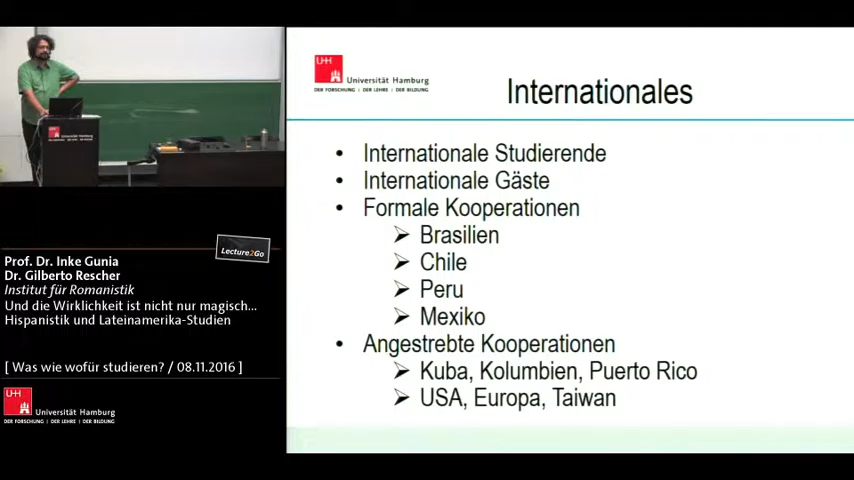 U+H
Universität Hamburg
DER FORSCHUNG | DER LEHRE | DER BILDUNG
Internationales
• Internationale Studierende
• Internationale Gäste
• Formale Kooperationen
➢ Brasilien
➢ Chile
➢ Peru
➢ Mexiko
• Angestrebte Kooperationen
➢ Kuba, Kolumbien, Puerto Rico
➢ USA, Europa, Taiwan
Universität Hamburg
Lecture2Go
Prof. Dr. Inke Gunia
Dr. Gilberto Rescher
Institut für Romanistik
Und die Wirklichkeit ist nicht nur magisch...
Hispanistik und Lateinamerika-Studien
[ Was wie wofür studieren? / 08.11.2016 ]
U+H
Universität Hamburg
DER FORSCHUNG | DER LEHRE | DER BILDUNG